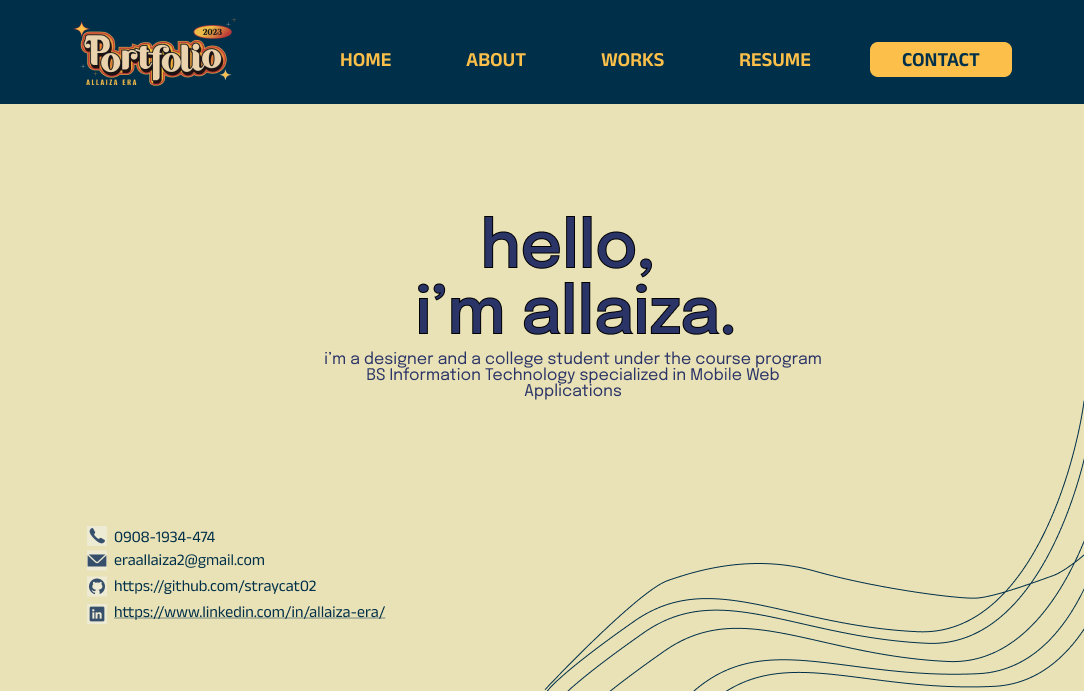 2023
Portfolio
ALLAIZA ERA
HOME
ABOUT
WORKS
RESUME
CONTACT
hello,
i’m allaiza.
i’m a designer and a college student under the course program
BS Information Technology specialized in Mobile Web
Applications
0908-1934-474
eraallaiza2@gmail.com
https://github.com/straycat02
in
https://www.linkedin.com/in/allaiza-era/